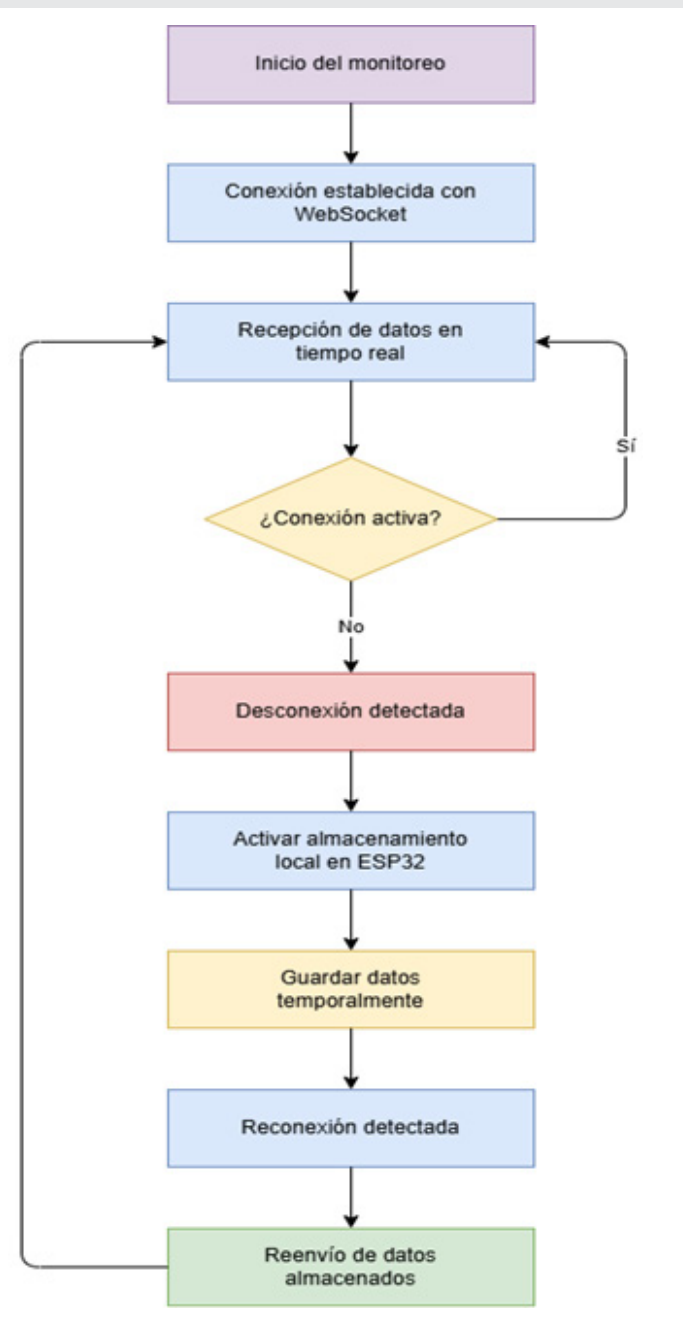 Inicio del monitoreo
Conexión establecida con
WebSocket
Recepción de datos en
tiempo real
Sí
¿Conexión activa?
No
Desconexión detectada
Activar almacenamiento
local en ESP32
Guardar datos
temporalmente
Reconexión detectada
Reenvío de datos
almacenados